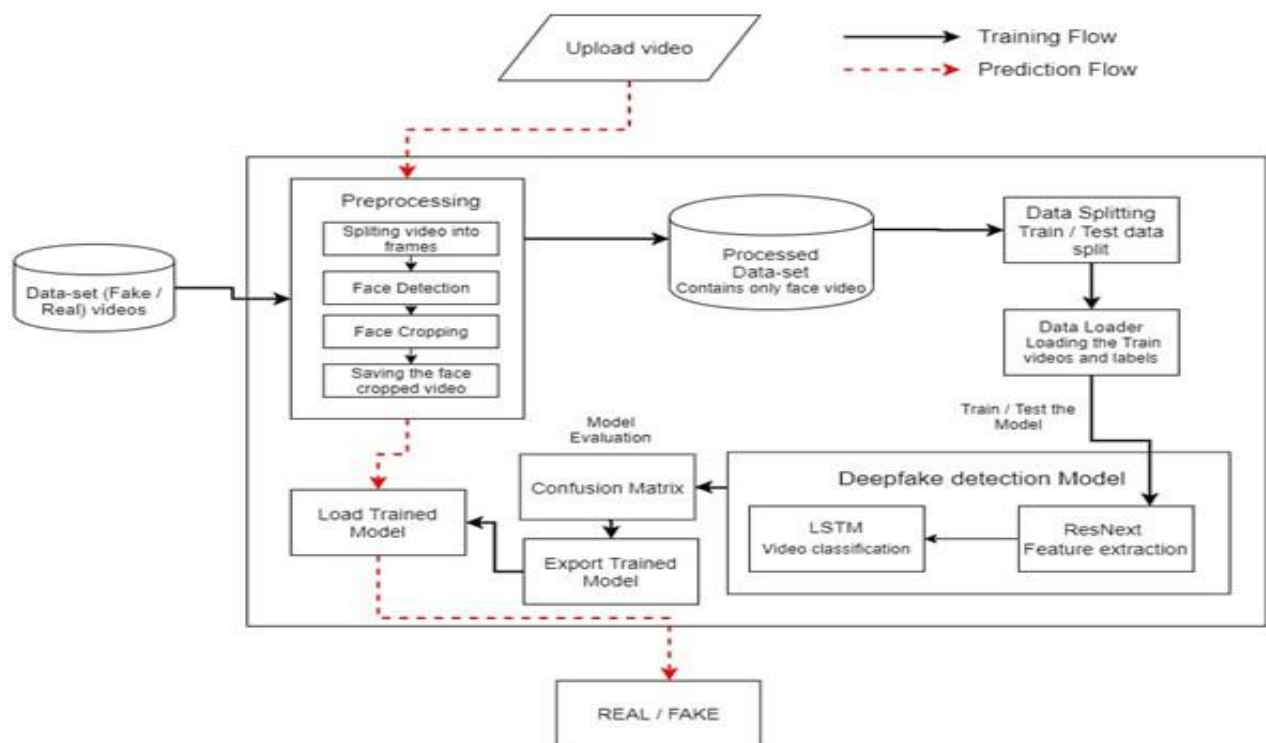 Upload video
Training Flow
Prediction Flow
Preprocessing
Spliting video into
frames
Face Detection
Face Cropping
Saving the face
cropped video
Data-set (Fake /
Real) videos
Processed
Data-set
Contains only face video
Data Splitting
Train / Test data
split
Data Loader
Loading the Train
videos and labels
Train / Test the
Model
Deepfake detection Model
ResNext
Feature extraction
LSTM
Video classification
Model
Evaluation
Confusion Matrix
Export Trained
Model
Load Trained
Model
REAL / FAKE